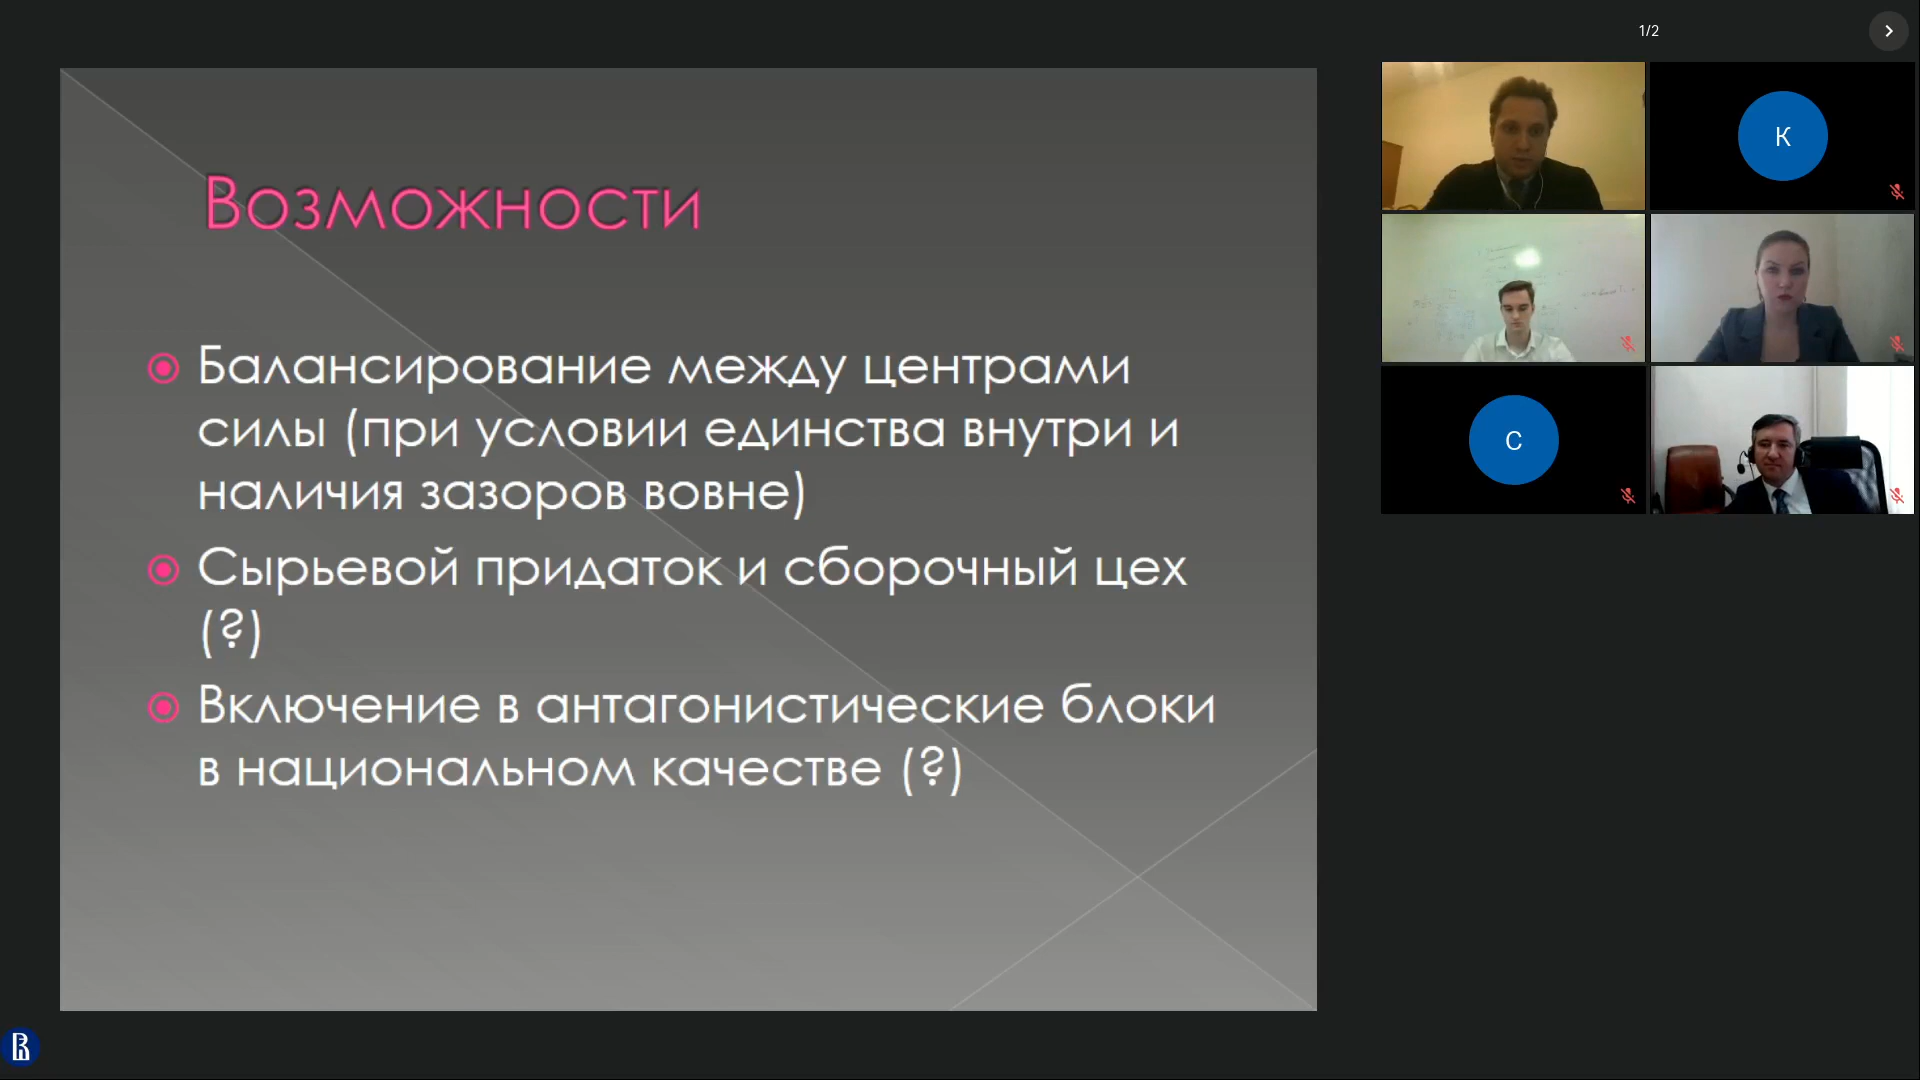 1/2
Возможности
Балансирование между центрами
силы (при условии единства внутри и
наличия зазоров вовне)
Сырьевой придаток и сборочный цех
(?)
Включение в антагонистические блоки
в национальном качестве (?)
К
С